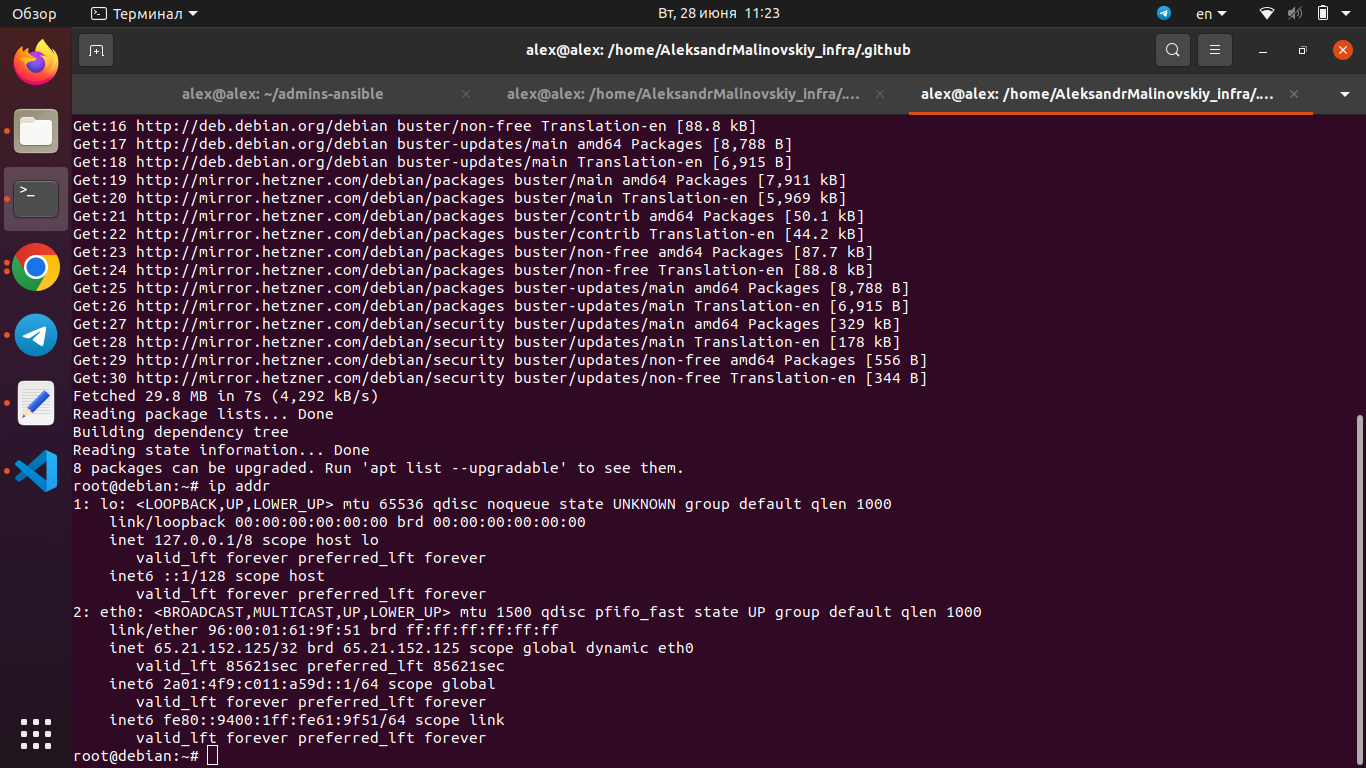 Обзор
Терминал
Вт, 28 июня 11:23
en
alex@alex: /home/AleksandrMalinovskiy_infra/.github
alex@alex: ~/admins-ansible
alex@alex: /home/AleksandrMalinovskiy_infra/....
alex@alex: /home/AleksandrMalinovskiy_infra/....
Get:16 http://deb.debian.org/debian buster/non-free Translation-en [88.8 kB]
Get:17 http://deb.debian.org/debian buster-updates/main amd64 Packages [8,788 B]
Get:18 http://deb.debian.org/debian buster-updates/main Translation-en [6,915 B]
Get:19 http://mirror.hetzner.com/debian/packages buster/main amd64 Packages [7,911 kB]
Get:20 http://mirror.hetzner.com/debian/packages buster/main Translation-en [5,969 kB]
Get:21 http://mirror.hetzner.com/debian/packages buster/contrib amd64 Packages [50.1 kB]
Get:22 http://mirror.hetzner.com/debian/packages buster/contrib Translation-en [44.2 kB]
Get:23 http://mirror.hetzner.com/debian/packages buster/non-free amd64 Packages [87.7 kB]
Get:24 http://mirror.hetzner.com/debian/packages buster/non-free Translation-en [88.8 kB]
Get:25 http://mirror.hetzner.com/debian/packages buster-updates/main amd64 Packages [8,788 B]
Get:26 http://mirror.hetzner.com/debian/packages buster-updates/main Translation-en [6,915 B]
Get:27 http://mirror.hetzner.com/debian/security buster/updates/main amd64 Packages [329 kB]
Get:28 http://mirror.hetzner.com/debian/security buster/updates/main Translation-en [178 kB]
Get:29 http://mirror.hetzner.com/debian/security buster/updates/non-free amd64 Packages [556 B]
Get:30 http://mirror.hetzner.com/debian/security buster/updates/non-free Translation-en [344 B]
Fetched 29.8 MB in 7s (4,292 kB/s)
Reading package lists... Done
Building dependency tree
Reading state information... Done
8 packages can be upgraded. Run 'apt list --upgradable' to see them.
root@debian:~# ip addr
1: lo: <LOOPBACK,UP,LOWER_UP> mtu 65536 qdisc noqueue state UNKNOWN group default qlen 1000
    link/loopback 00:00:00:00:00:00 brd 00:00:00:00:00:00
    inet 127.0.0.1/8 scope host lo
       valid_lft forever preferred_lft forever
    inet6 ::1/128 scope host
       valid_lft forever preferred_lft forever
2: eth0: <BROADCAST,MULTICAST,UP,LOWER_UP> mtu 1500 qdisc pfifo_fast state UP group default qlen 1000
    link/ether 96:00:01:61:9f:51 brd ff:ff:ff:ff:ff:ff
    inet 65.21.152.125/32 brd 65.21.152.125 scope global dynamic eth0
       valid_lft 85621sec preferred_lft 85621sec
    inet6 2a01:4f9:c011:a59d::1/64 scope global
       valid_lft forever preferred_lft forever
    inet6 fe80::9400:1ff:fe61:9f51/64 scope link
       valid_lft forever preferred_lft forever
root@debian:~#